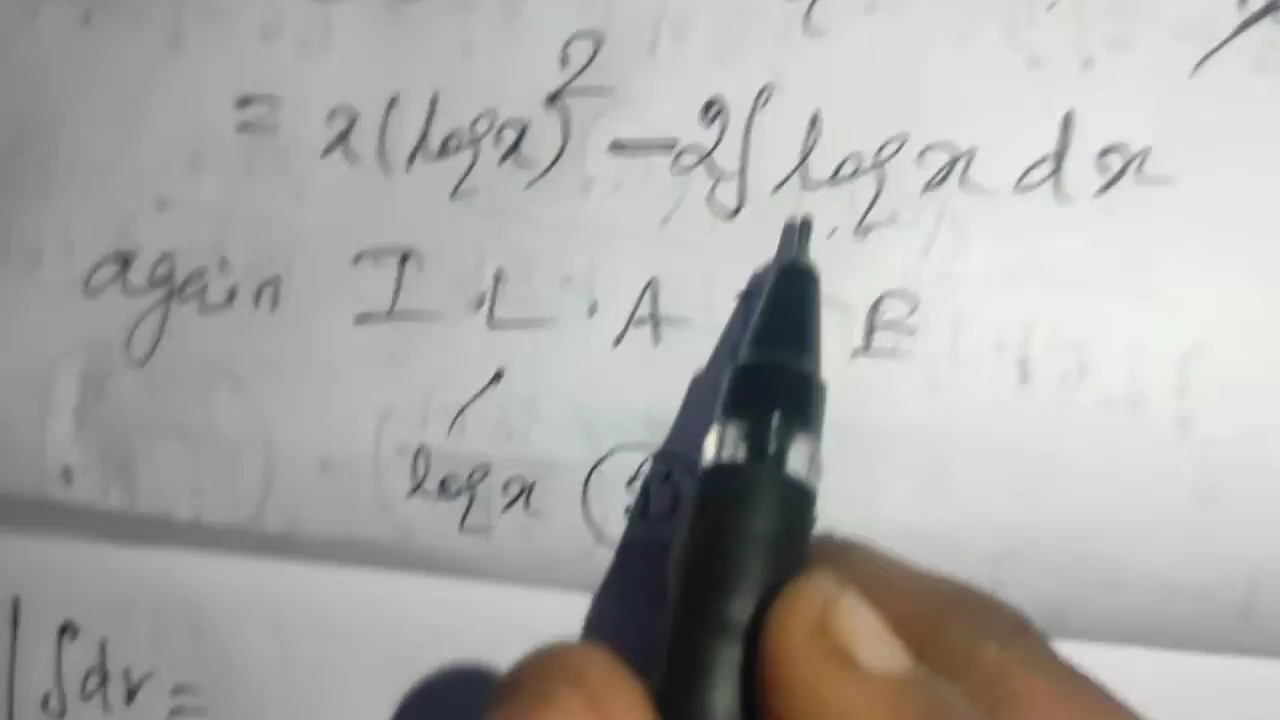 = x(log x)² - 2∫ log x dx
again I . L . A E
log x
∫dv =